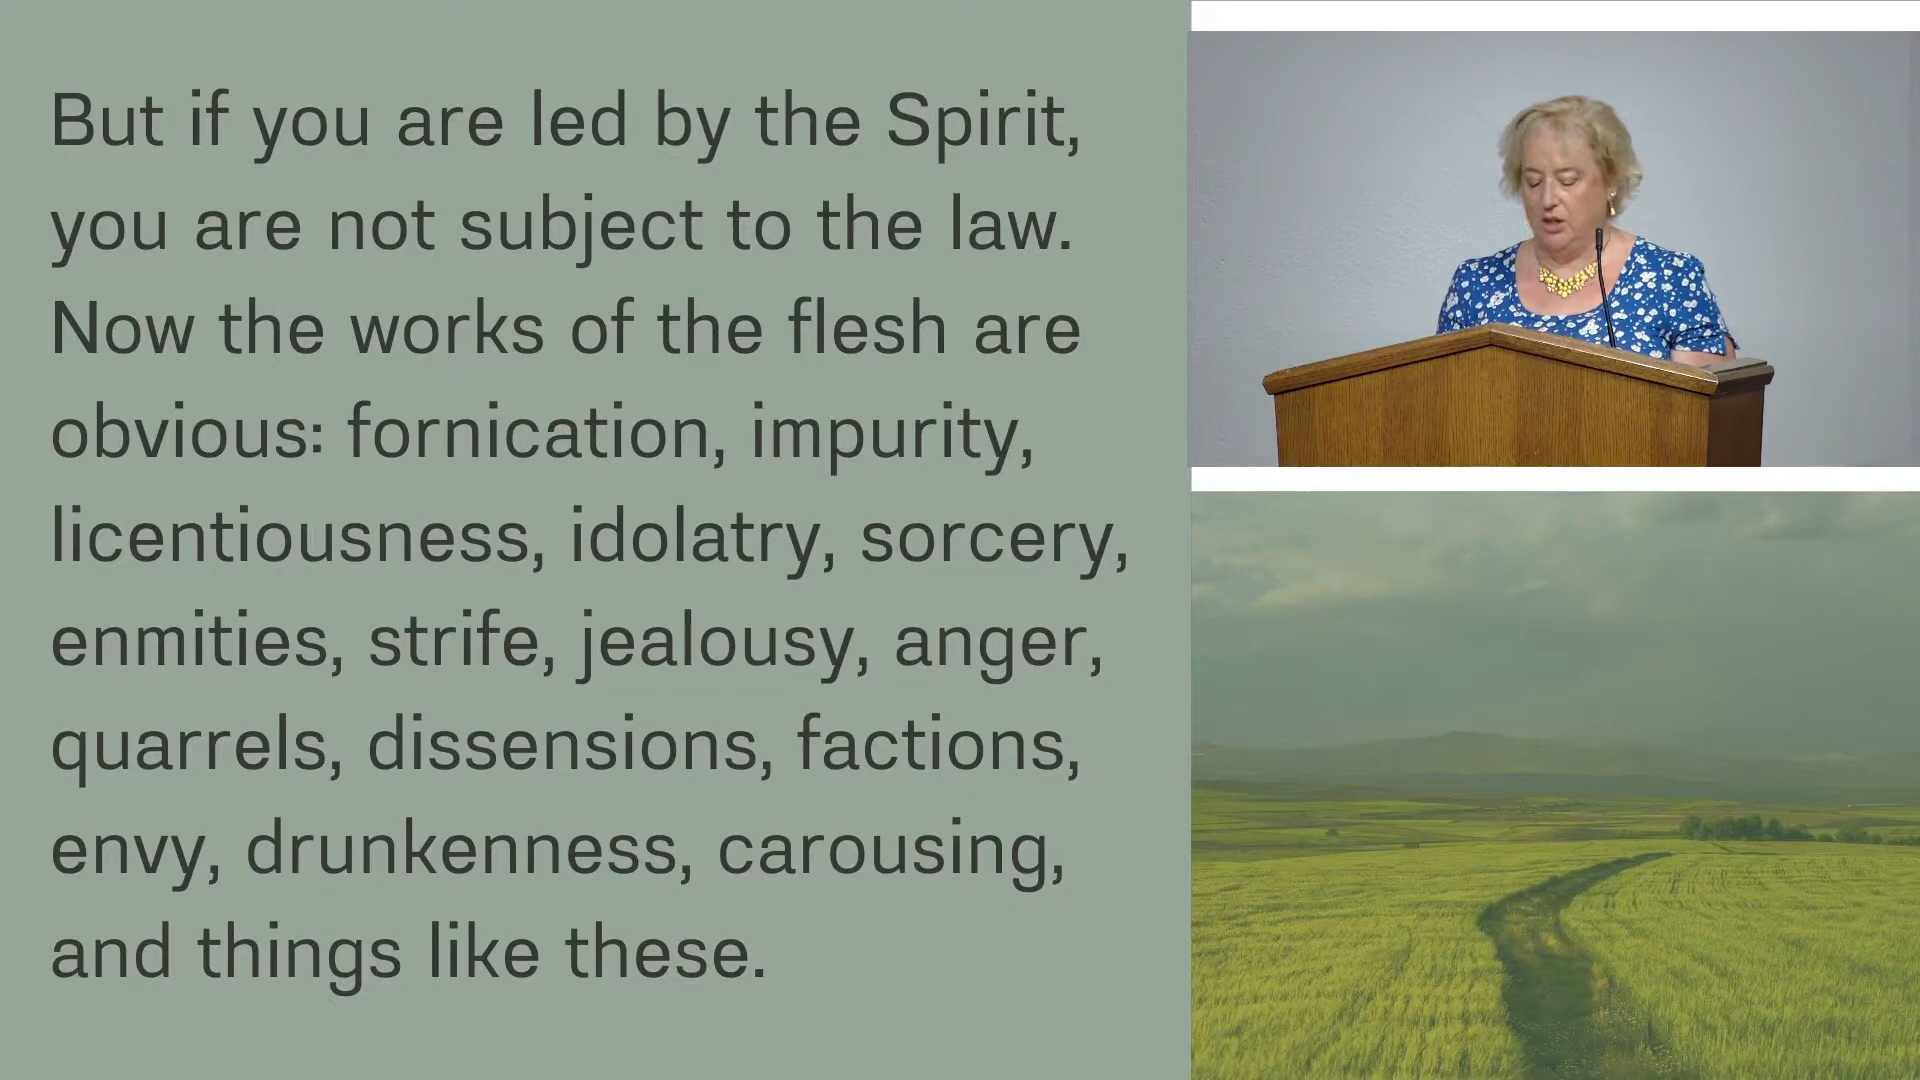 But if you are led by the Spirit,
you are not subject to the law.
Now the works of the flesh are
obvious: fornication, impurity,
licentiousness, idolatry, sorcery,
enmities, strife, jealousy, anger,
quarrels, dissensions, factions,
envy, drunkenness, carousing,
and things like these.